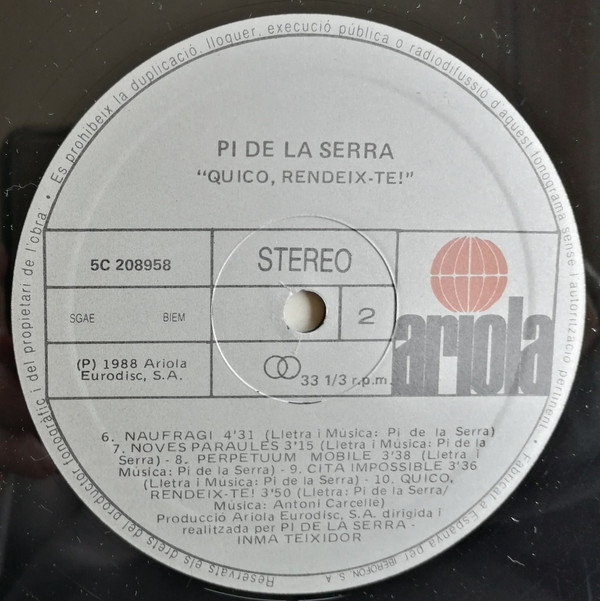 PI DE LA SERRA
"QUICO, RENDEIX-TE!"
5C 208958
STEREO
SGAE BIEM
2
ariola
(P) 1988 Ariola
Eurodisc, S.A.
33 1/3 r.p.m.
6. NAUFRAGI 4'31 (Lletra i Música: Pi de la Serra)
7. NOVES PARAULES 3'15 (Lletra i Música: Pi de la
Serra) - 8. PERPETUUM MOBILE 3'38 (Lletra i
Música: Pi de la Serra) - 9. CITA IMPOSSIBLE 3'36
(Lletra i Música: Pi de la Serra) - 10. QUICO,
RENDEIX-TE! 3'50 (Lletra: Pi de la Serra/
Música: Antoni Carcellé)
Producció Ariola Eurodisc, S.A. dirigida i
realitzada per PI DE LA SERRA -
INMA TEIXIDOR
Reservats els drets del productor fonogràfic i del propietari de l'obra. • Es prohibeix la duplicació, lloguer, execució pública o radiodifussió d'aquest fonograma sense l autorització pertinent • Fabricat a Espanya per IBEROFON, S. A.